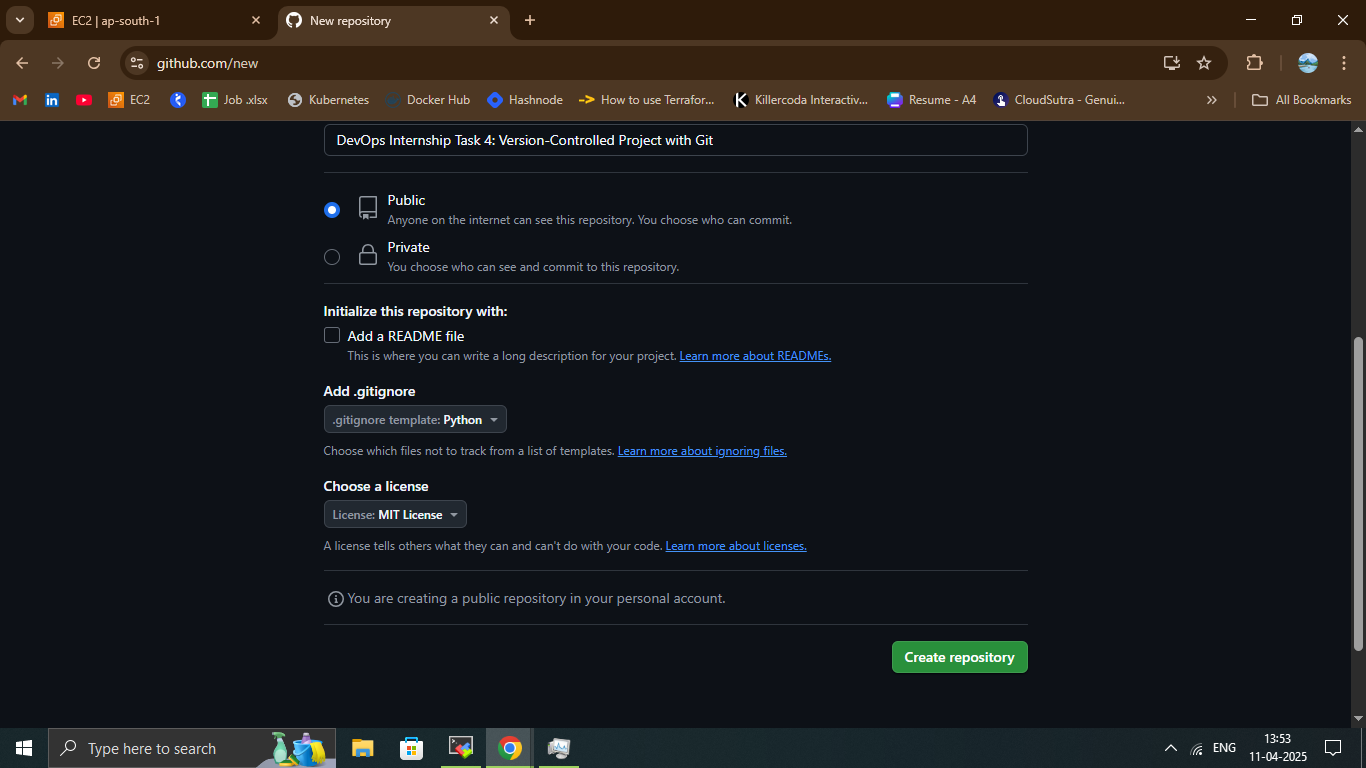 EC2 | ap-south-1
New repository
github.com/new
EC2
Job .xlsx
Kubernetes
Docker Hub
Hashnode
How to use Terrafor...
Killercoda Interactiv...
Resume - A4
CloudSutra - Genui...
All Bookmarks
DevOps Internship Task 4: Version-Controlled Project with Git
Public
Anyone on the internet can see this repository. You choose who can commit.
Private
You choose who can see and commit to this repository.
Initialize this repository with:
Add a README file
This is where you can write a long description for your project. Learn more about READMEs.
Add .gitignore
.gitignore template: Python
Choose which files not to track from a list of templates. Learn more about ignoring files.
Choose a license
License: MIT License
A license tells others what they can and can't do with your code. Learn more about licenses.
You are creating a public repository in your personal account.
Create repository
Type here to search
ENG
13:53
11-04-2025